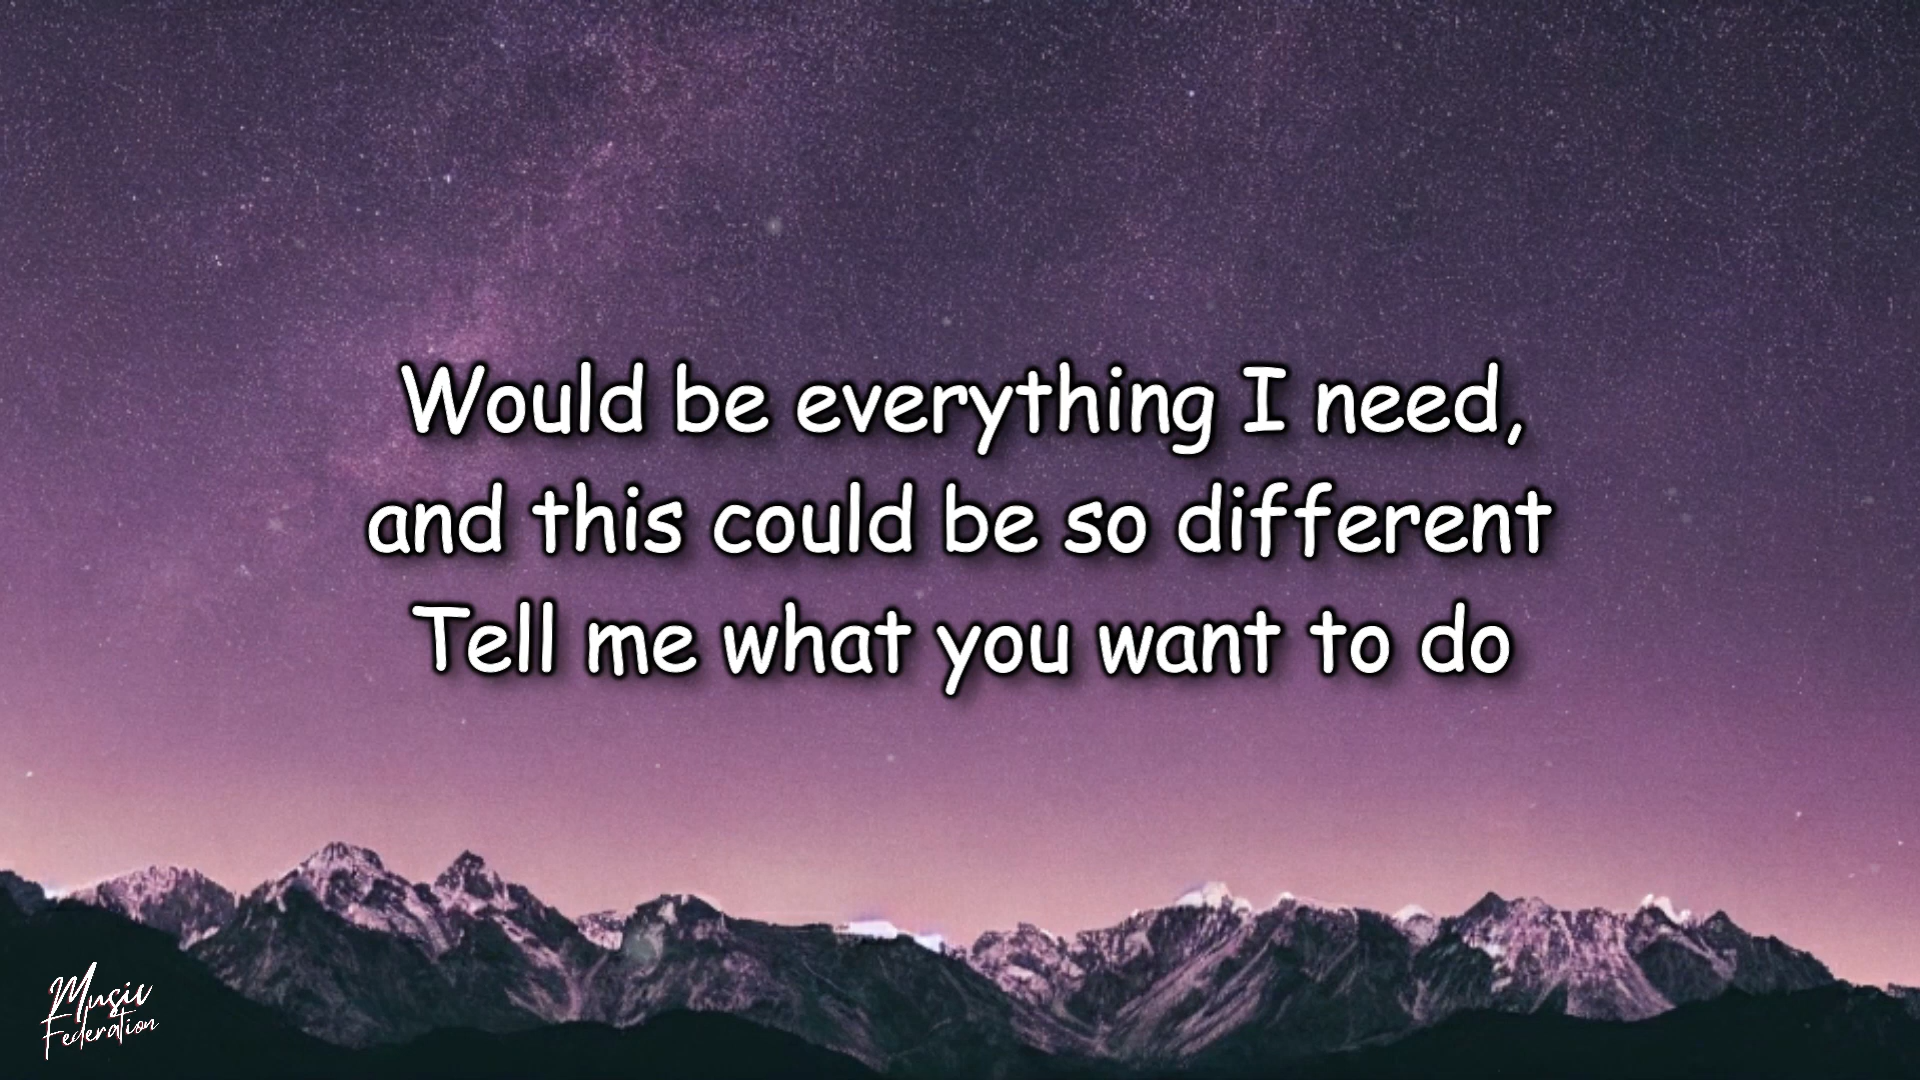 Would be everything I need,
and this could be so different
Tell me what you want to do
Music
Federation